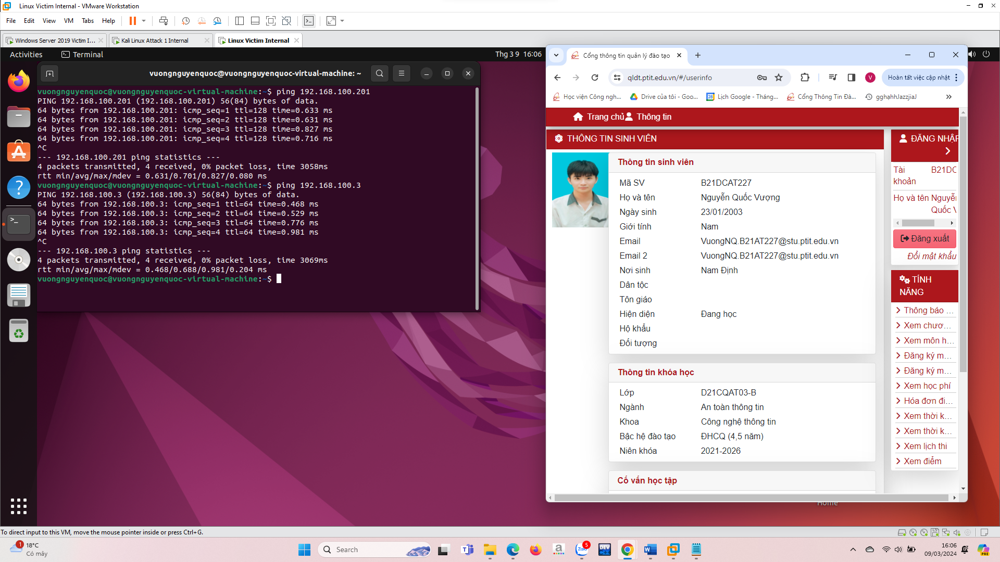 Linux Victim Internal - VMware Workstation
File Edit View VM Tabs Help
Windows Server 2019 Victim I...
Kali Linux Attack 1 Internal
Linux Victim Internal
Activities
Terminal
Thg 3 9 16:06
vuongnguyenquoc@vuongnguyenquoc-virtual-machine: ~
vuongnguyenquoc@vuongnguyenquoc-virtual-machine:~$ ping 192.168.100.201
PING 192.168.100.201 (192.168.100.201) 56(84) bytes of data.
64 bytes from 192.168.100.201: icmp_seq=1 ttl=128 time=0.633 ms
64 bytes from 192.168.100.201: icmp_seq=2 ttl=128 time=0.631 ms
64 bytes from 192.168.100.201: icmp_seq=3 ttl=128 time=0.827 ms
64 bytes from 192.168.100.201: icmp_seq=4 ttl=128 time=0.716 ms
^C
--- 192.168.100.201 ping statistics ---
4 packets transmitted, 4 received, 0% packet loss, time 3058ms
rtt min/avg/max/mdev = 0.631/0.701/0.827/0.080 ms
vuongnguyenquoc@vuongnguyenquoc-virtual-machine:~$ ping 192.168.100.3
PING 192.168.100.3 (192.168.100.3) 56(84) bytes of data.
64 bytes from 192.168.100.3: icmp_seq=1 ttl=64 time=0.468 ms
64 bytes from 192.168.100.3: icmp_seq=2 ttl=64 time=0.529 ms
64 bytes from 192.168.100.3: icmp_seq=3 ttl=64 time=0.776 ms
64 bytes from 192.168.100.3: icmp_seq=4 ttl=64 time=0.981 ms
^C
--- 192.168.100.3 ping statistics ---
4 packets transmitted, 4 received, 0% packet loss, time 3069ms
rtt min/avg/max/mdev = 0.468/0.688/0.981/0.204 ms
vuongnguyenquoc@vuongnguyenquoc-virtual-machine:~$
Cổng thông tin quản lý đào tạo
qldt.ptit.edu.vn/#/userinfo
V
Hoàn tất việc cập nhật
Học viện Công ngh...
Drive của tôi - Goo...
28 Lịch Google - Tháng...
Cổng Thông Tin Đà...
gghạhhJazzjiaJ
Trang chủ Thông tin
THÔNG TIN SINH VIÊN
Thông tin sinh viên
Mã SV B21DCAT227
Họ và tên Nguyễn Quốc Vượng
Ngày sinh 23/01/2003
Giới tính Nam
Email VuongNQ.B21AT227@stu.ptit.edu.vn
Email 2 VuongNQ.B21AT227@stu.ptit.edu.vn
Nơi sinh Nam Định
Dân tộc
Tôn giáo
Hiện diện Đang học
Hộ khẩu
Đối tượng
Thông tin khóa học
Lớp D21CQAT03-B
Ngành An toàn thông tin
Khoa Công nghệ thông tin
Bậc hệ đào tạo ĐHCQ (4,5 năm)
Niên khóa 2021-2026
Cố vấn học tập
ĐĂNG NHẬP
Tài khoản B21DC
Họ và tên Nguyễn
Quốc V
Đăng xuất
Đổi mật khẩu
TÍNH
NĂNG
Thông báo ...
Xem chươ...
Xem môn h...
Đăng ký m...
Đăng ký m...
Xem học phí
Hóa đơn đi...
Xem thời k...
Xem thời k...
Xem lịch thi
Xem điểm
Home
To direct input to this VM, move the mouse pointer inside or press Ctrl+G.
1
18°C
Có mây
Search
a
Zalo
5
DEV
W
PRE
16:06
09/03/2024